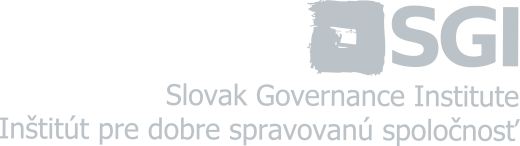 SGI
Slovak Governance Institute
Inštitút pre dobre spravovanú spoločnosť